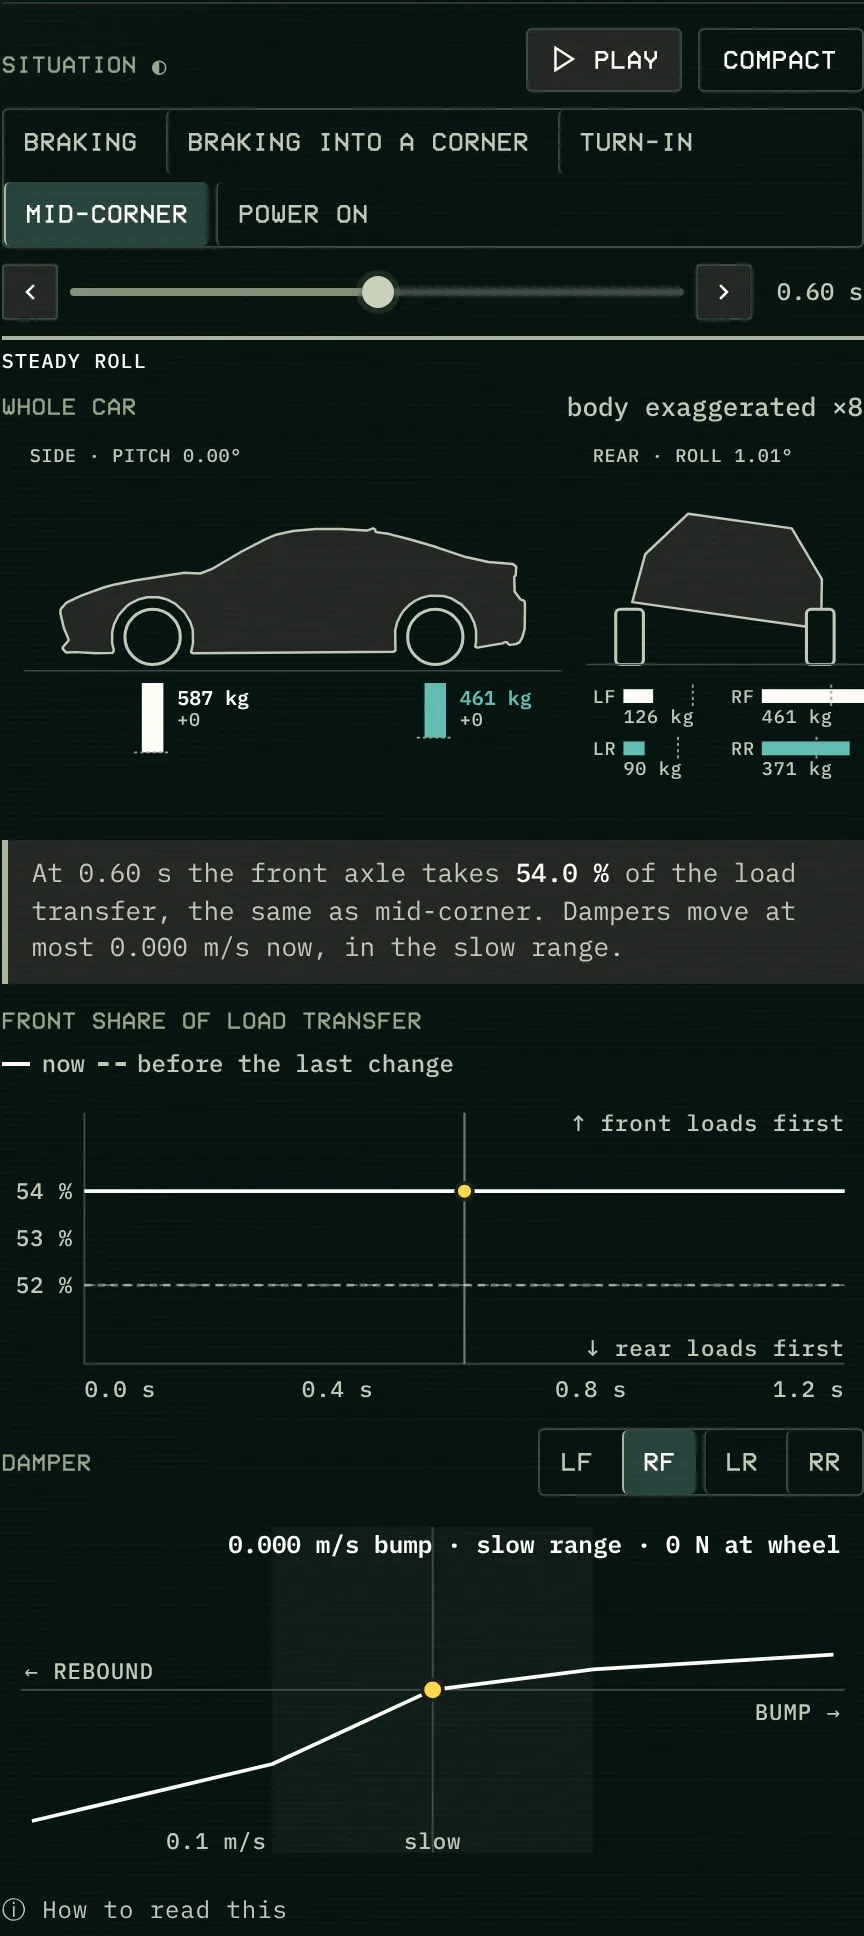 SITUATION ◐
▷ PLAY
COMPACT
BRAKING
BRAKING INTO A CORNER
TURN-IN
MID-CORNER
POWER ON
0.60 s
STEADY ROLL
WHOLE CAR
body exaggerated ×8
SIDE · PITCH 0.00°
REAR · ROLL 1.01°
587 kg
+0
461 kg
+0
LF
126 kg
RF
461 kg
LR
90 kg
RR
371 kg
At 0.60 s the front axle takes 54.0 % of the load
transfer, the same as mid-corner. Dampers move at
most 0.000 m/s now, in the slow range.
FRONT SHARE OF LOAD TRANSFER
now -- before the last change
↑ front loads first
54 %
53 %
52 %
↓ rear loads first
0.0 s
0.4 s
0.8 s
1.2 s
DAMPER
LF
RF
LR
RR
0.000 m/s bump · slow range · 0 N at wheel
← REBOUND
BUMP →
0.1 m/s
slow
ⓘ How to read this